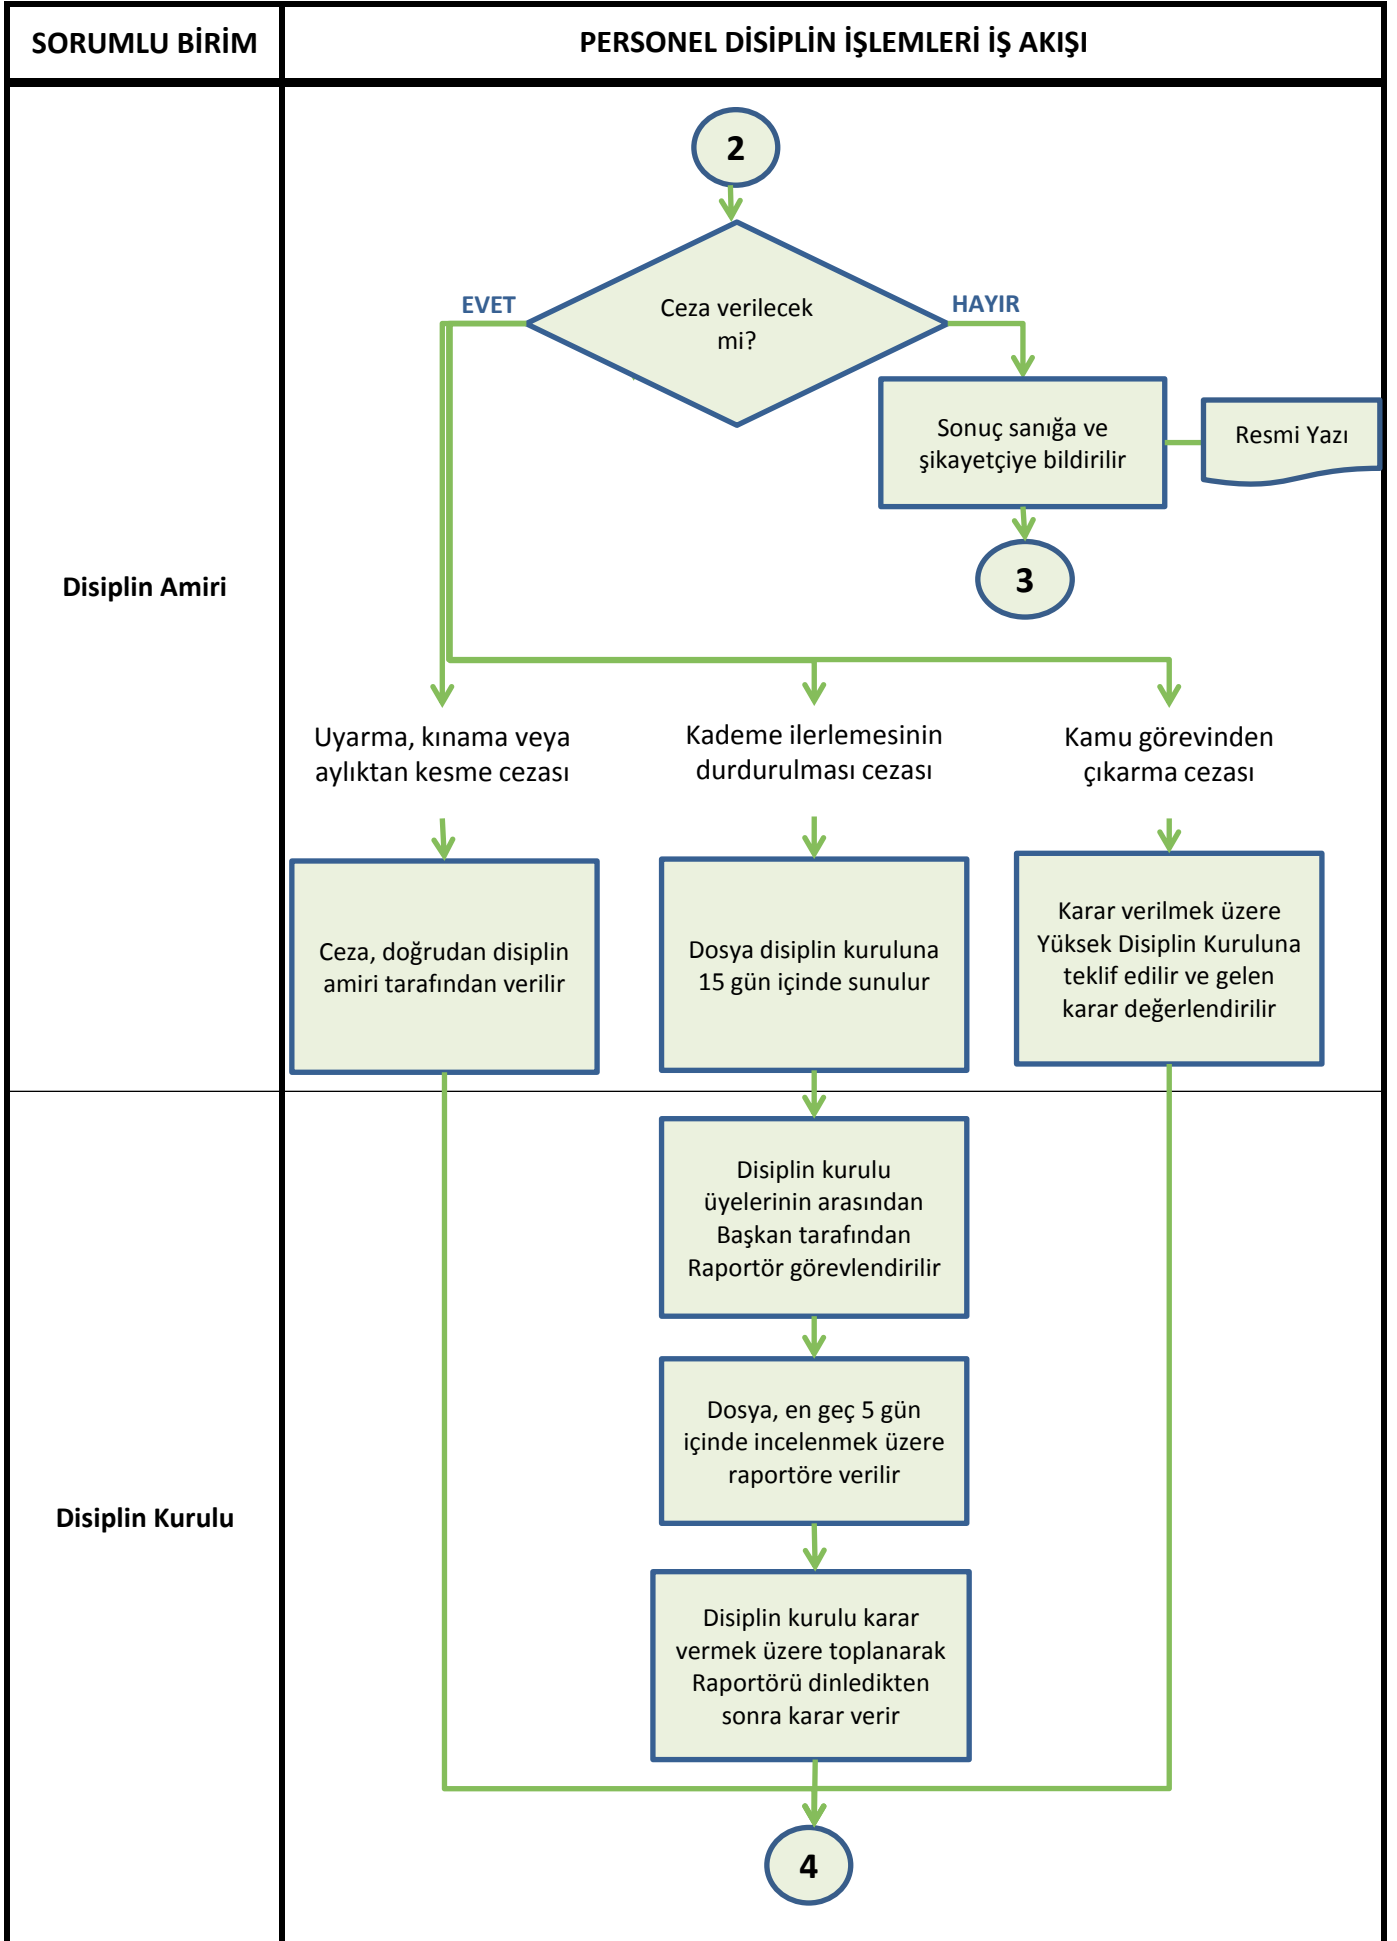 SORUMLU BİRİM
PERSONEL DİSİPLİN İŞLEMLERİ İŞ AKIŞI
2
Ceza verilecek
mi?
EVET
HAYIR
Sonuç sanığa ve
şikayetçiye bildirilir
Resmi Yazı
3
Disiplin Amiri
Uyarma, kınama veya
aylıktan kesme cezası
Kademe ilerlemesinin
durdurulması cezası
Kamu görevinden
çıkarma cezası
Ceza, doğrudan disiplin
amiri tarafından verilir
Dosya disiplin kuruluna
15 gün içinde sunulur
Karar verilmek üzere
Yüksek Disiplin Kuruluna
teklif edilir ve gelen
karar değerlendirilir
Disiplin kurulu
üyelerinin arasından
Başkan tarafından
Raportör görevlendirilir
Dosya, en geç 5 gün
içinde incelenmek üzere
raportöre verilir
Disiplin Kurulu
Disiplin kurulu karar
vermek üzere toplanarak
Raportörü dinledikten
sonra karar verir
4